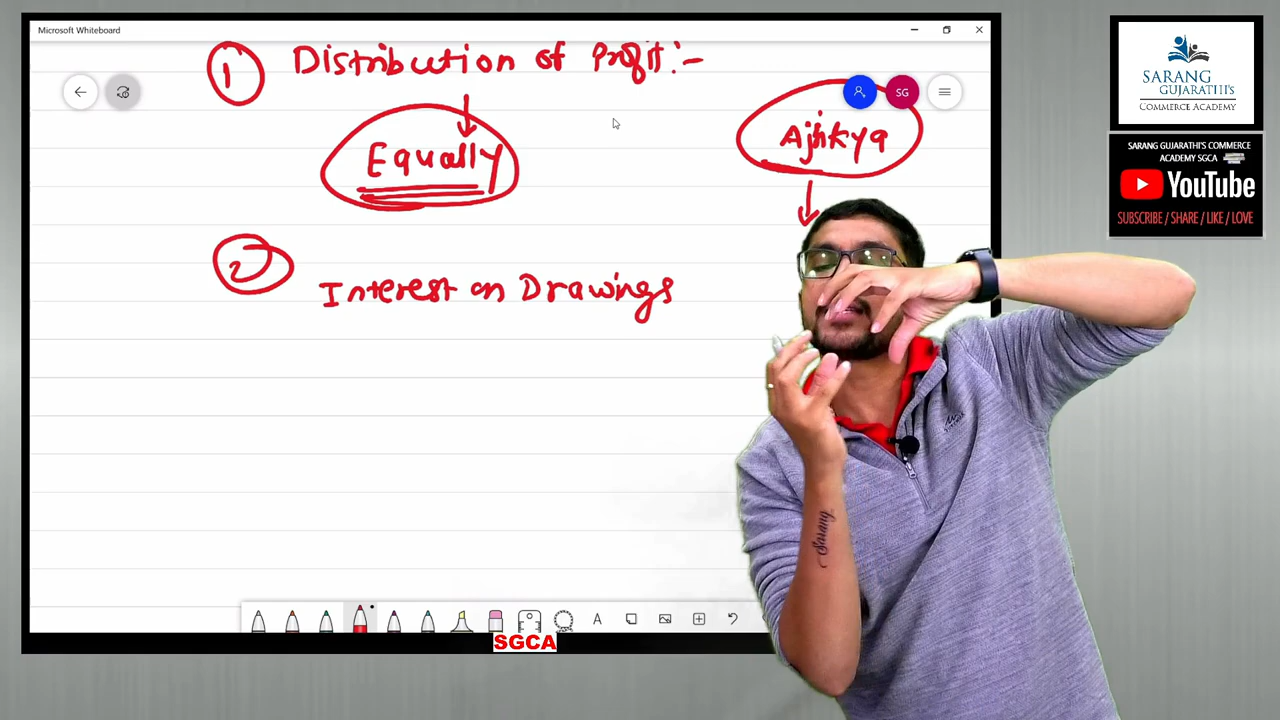 Microsoft Whiteboard
1 Distribution of Profit :-
SG
Equally
Ajinkya
2
Interest on Drawings
A
SGCA
SARANG
GUJARATHI'S
COMMERCE ACADEMY
SARANG GUJARATHI'S COMMERCE
ACADEMY SGCA
YouTube
SUBSCRIBE / SHARE / LIKE / LOVE
Sarang